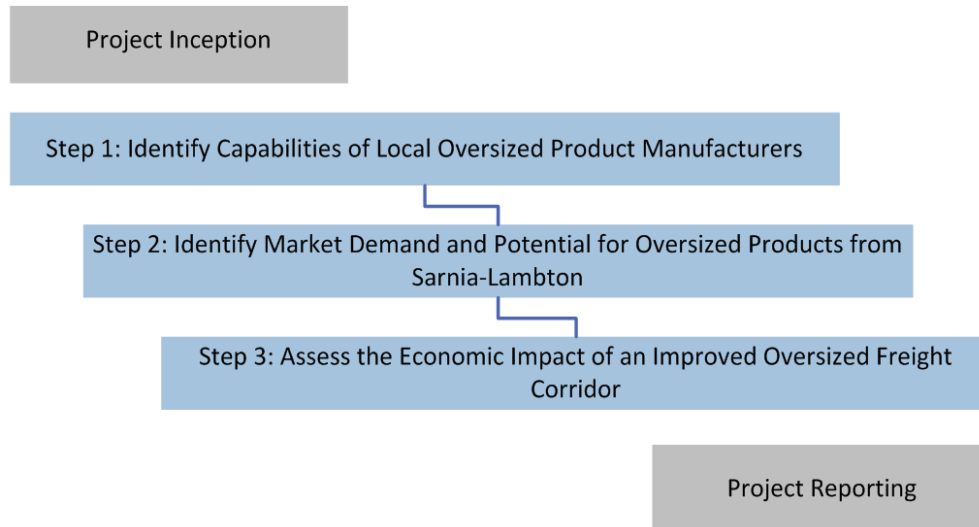 Project Inception
Step 1: Identify Capabilities of Local Oversized Product Manufacturers
Step 2: Identify Market Demand and Potential for Oversized Products from
Sarnia-Lambton
Step 3: Assess the Economic Impact of an Improved Oversized Freight
Corridor
Project Reporting